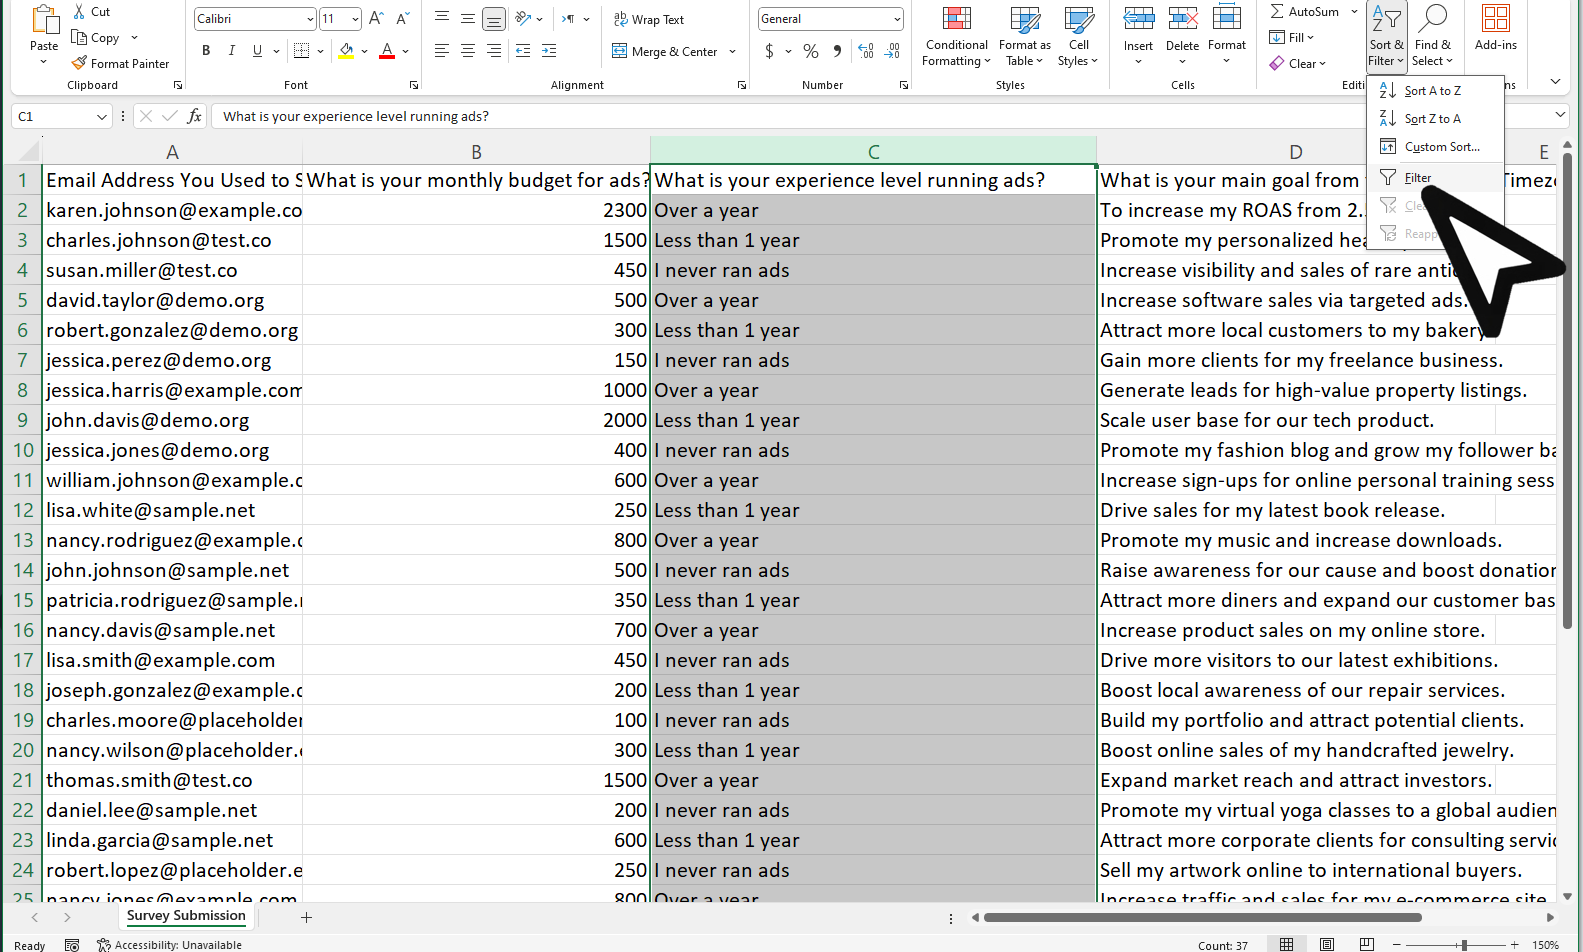 Paste
Cut
Copy
Format Painter
Clipboard
Calibri
11
B I U
Font
Wrap Text
Merge & Center
Alignment
General
$ % 9
Number
Conditional Formatting
Format as Table
Cell Styles
Styles
Insert
Delete
Format
Cells
AutoSum
Fill
Clear
Sort & Filter
Find & Select
Add-ins
Sort A to Z
Sort Z to A
Custom Sort...
Filter
C1
fx
What is your experience level running ads?
A B C D E
1 Email Address You Used to S What is your monthly budget for ads? What is your experience level running ads? What is your main goal from Timezo
2 karen.johnson@example.co 2300 Over a year To increase my ROAS from 2.
3 charles.johnson@test.co 1500 Less than 1 year Promote my personalized hea
4 susan.miller@test.co 450 I never ran ads Increase visibility and sales of rare anti
5 david.taylor@demo.org 500 Over a year Increase software sales via targeted ads.
6 robert.gonzalez@demo.org 300 Less than 1 year Attract more local customers to my bakery
7 jessica.perez@demo.org 150 I never ran ads Gain more clients for my freelance business.
8 jessica.harris@example.com 1000 Over a year Generate leads for high-value property listings.
9 john.davis@demo.org 2000 Less than 1 year Scale user base for our tech product.
10 jessica.jones@demo.org 400 I never ran ads Promote my fashion blog and grow my follower ba
11 william.johnson@example.c 600 Over a year Increase sign-ups for online personal training sess
12 lisa.white@sample.net 250 Less than 1 year Drive sales for my latest book release.
13 nancy.rodriguez@example.c 800 Over a year Promote my music and increase downloads.
14 john.johnson@sample.net 500 I never ran ads Raise awareness for our cause and boost donation
15 patricia.rodriguez@sample.n 350 Less than 1 year Attract more diners and expand our customer bas
16 nancy.davis@sample.net 700 Over a year Increase product sales on my online store.
17 lisa.smith@example.com 450 I never ran ads Drive more visitors to our latest exhibitions.
18 joseph.gonzalez@example.c 200 Less than 1 year Boost local awareness of our repair services.
19 charles.moore@placeholder 100 I never ran ads Build my portfolio and attract potential clients.
20 nancy.wilson@placeholder.e 300 Less than 1 year Boost online sales of my handcrafted jewelry.
21 thomas.smith@test.co 1500 Over a year Expand market reach and attract investors.
22 daniel.lee@sample.net 200 I never ran ads Promote my virtual yoga classes to a global audien
23 linda.garcia@sample.net 600 Less than 1 year Attract more corporate clients for consulting servic
24 robert.lopez@placeholder.e 250 I never ran ads Sell my artwork online to international buyers.
25 nancy.jones@example.com 800 Over a year Increase traffic and sales for my e-commerce site
Survey Submission
Ready
Accessibility: Unavailable
Count: 37
150%